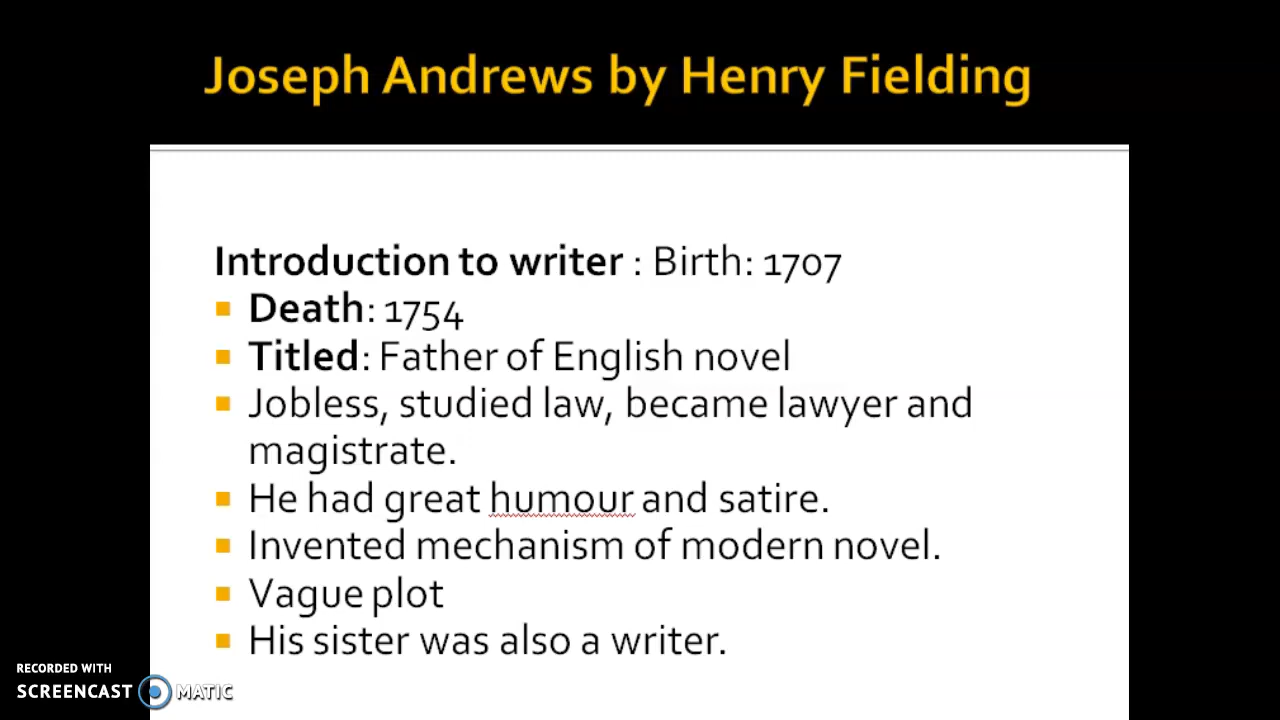 Joseph Andrews by Henry Fielding
Introduction to writer : Birth: 1707
Death: 1754
Titled: Father of English novel
Jobless, studied law, became lawyer and
magistrate.
He had great humour and satire.
Invented mechanism of modern novel.
Vague plot
His sister was also a writer.
RECORDED WITH
SCREENCAST MATIC